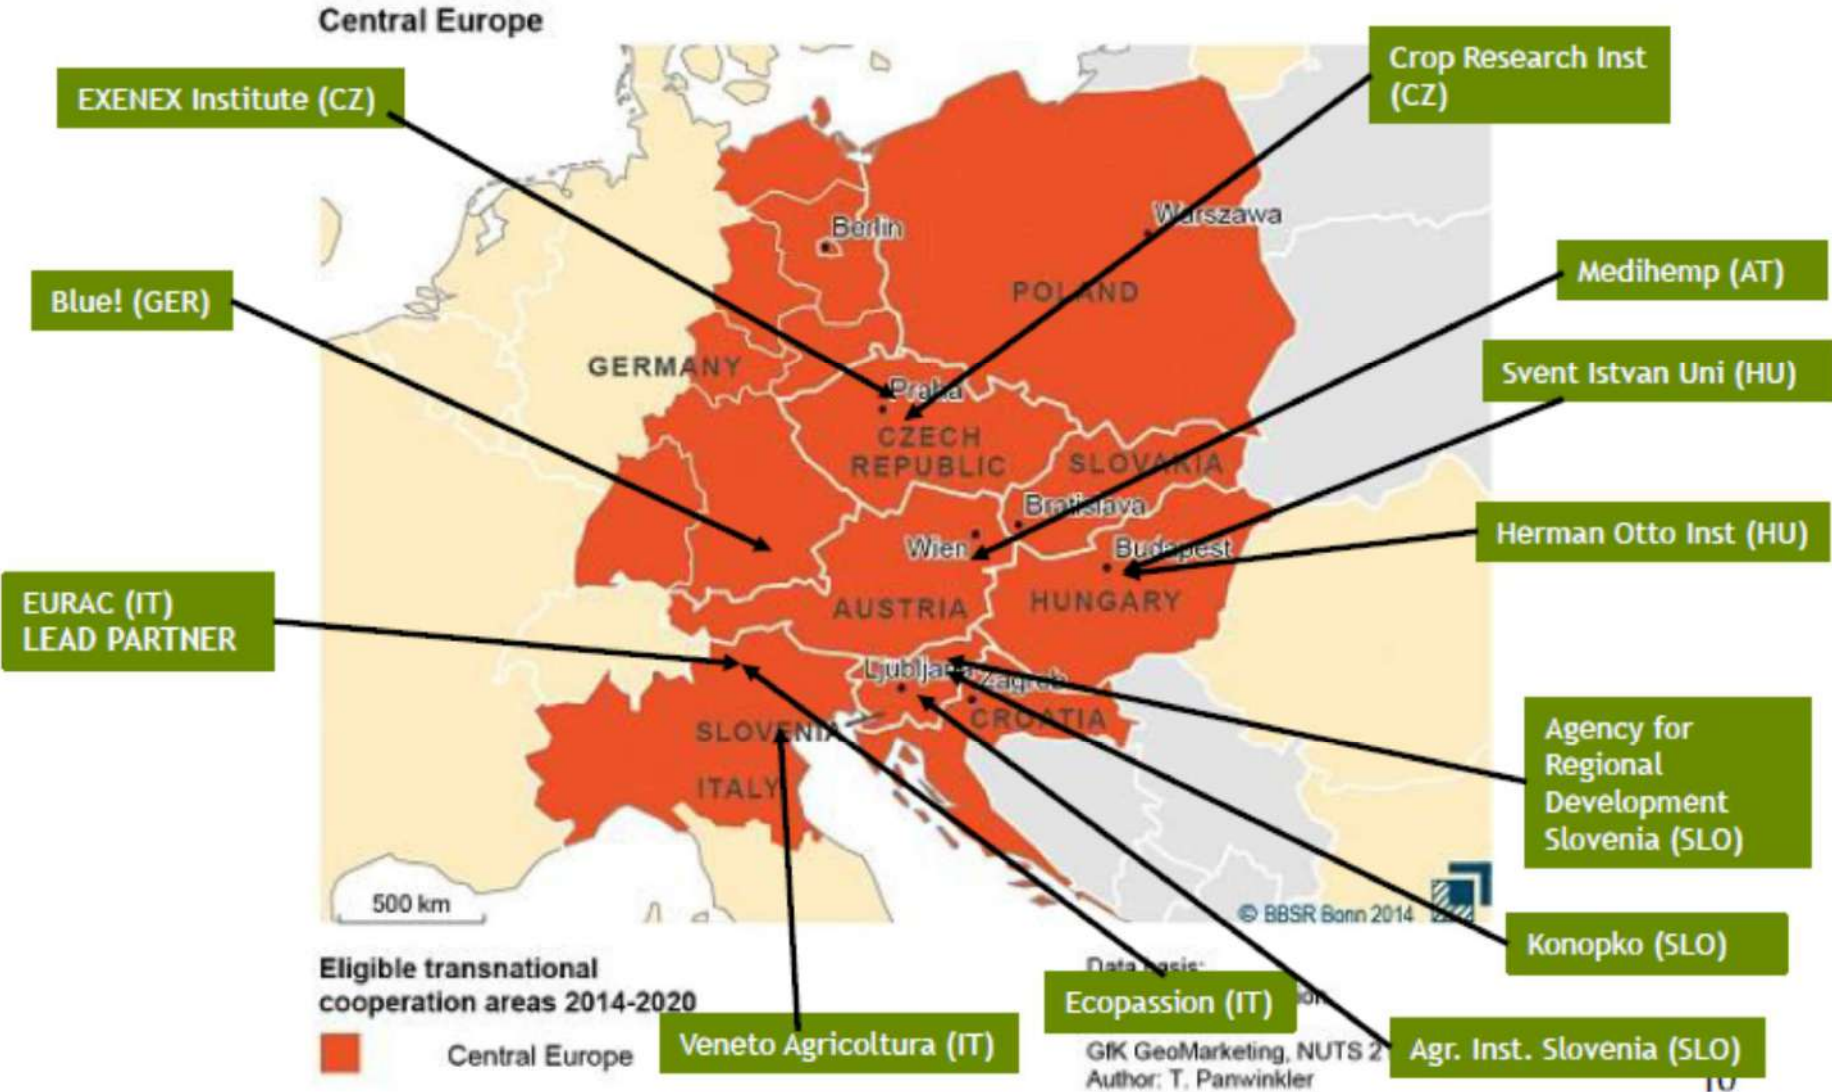 Central Europe
EXENEX Institute (CZ)
Crop Research Inst
(CZ)
Blue! (GER)
Berlin
Warszawa
Medihemp (AT)
POLAND
GERMANY
Svent Istvan Uni (HU)
Praha
CZECH
REPUBLIC
SLOVAKIA
Bratislava
Wien
Budapest
Herman Otto Inst (HU)
EURAC (IT)
LEAD PARTNER
AUSTRIA
HUNGARY
Ljubljana
Zagreb
SLOVENIA
CROATIA
ITALY
Agency for
Regional
Development
Slovenia (SLO)
500 km
© BBSR Bonn 2014
Konopko (SLO)
Eligible transnational
cooperation areas 2014-2020
Central Europe
Data basis:
Ecopassion (IT)
Veneto Agricoltura (IT)
GfK GeoMarketing, NUTS 2
Author: T. Panwinkler
Agr. Inst. Slovenia (SLO)
10